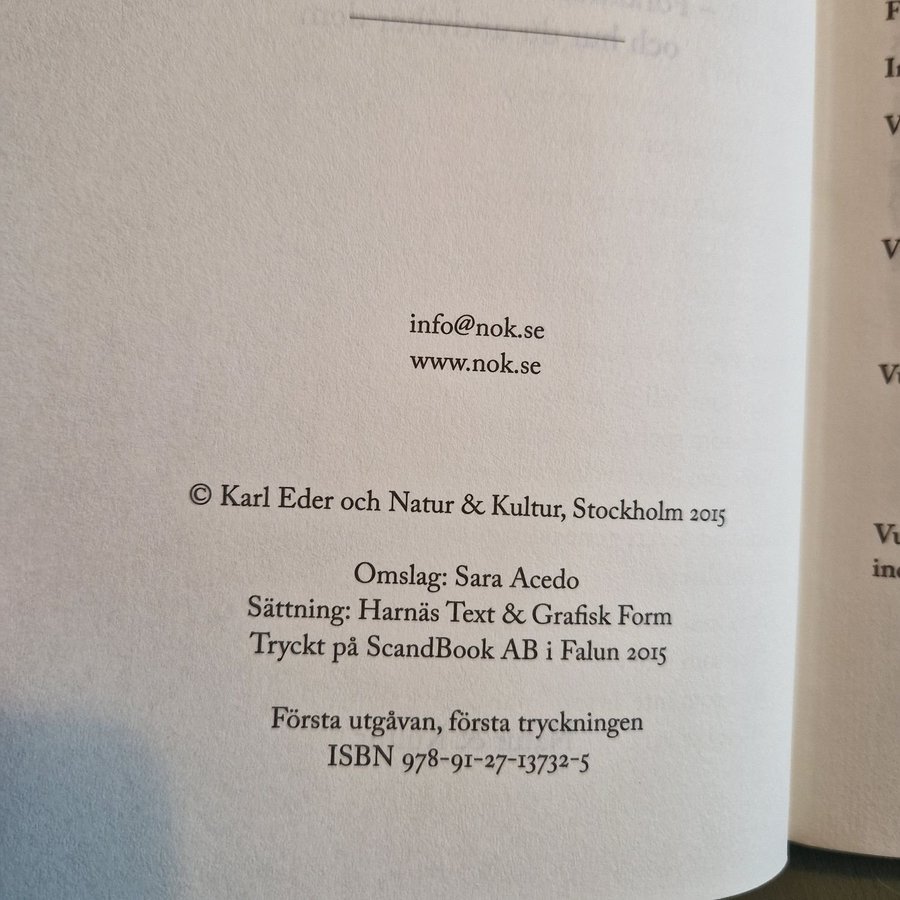 info@nok.se
www.nok.se
© Karl Eder och Natur & Kultur, Stockholm 2015
Omslag: Sara Acedo
Sättning: Harnäs Text & Grafisk Form
Tryckt på ScandBook AB i Falun 2015
Första utgåvan, första tryckningen
ISBN 978-91-27-13732-5